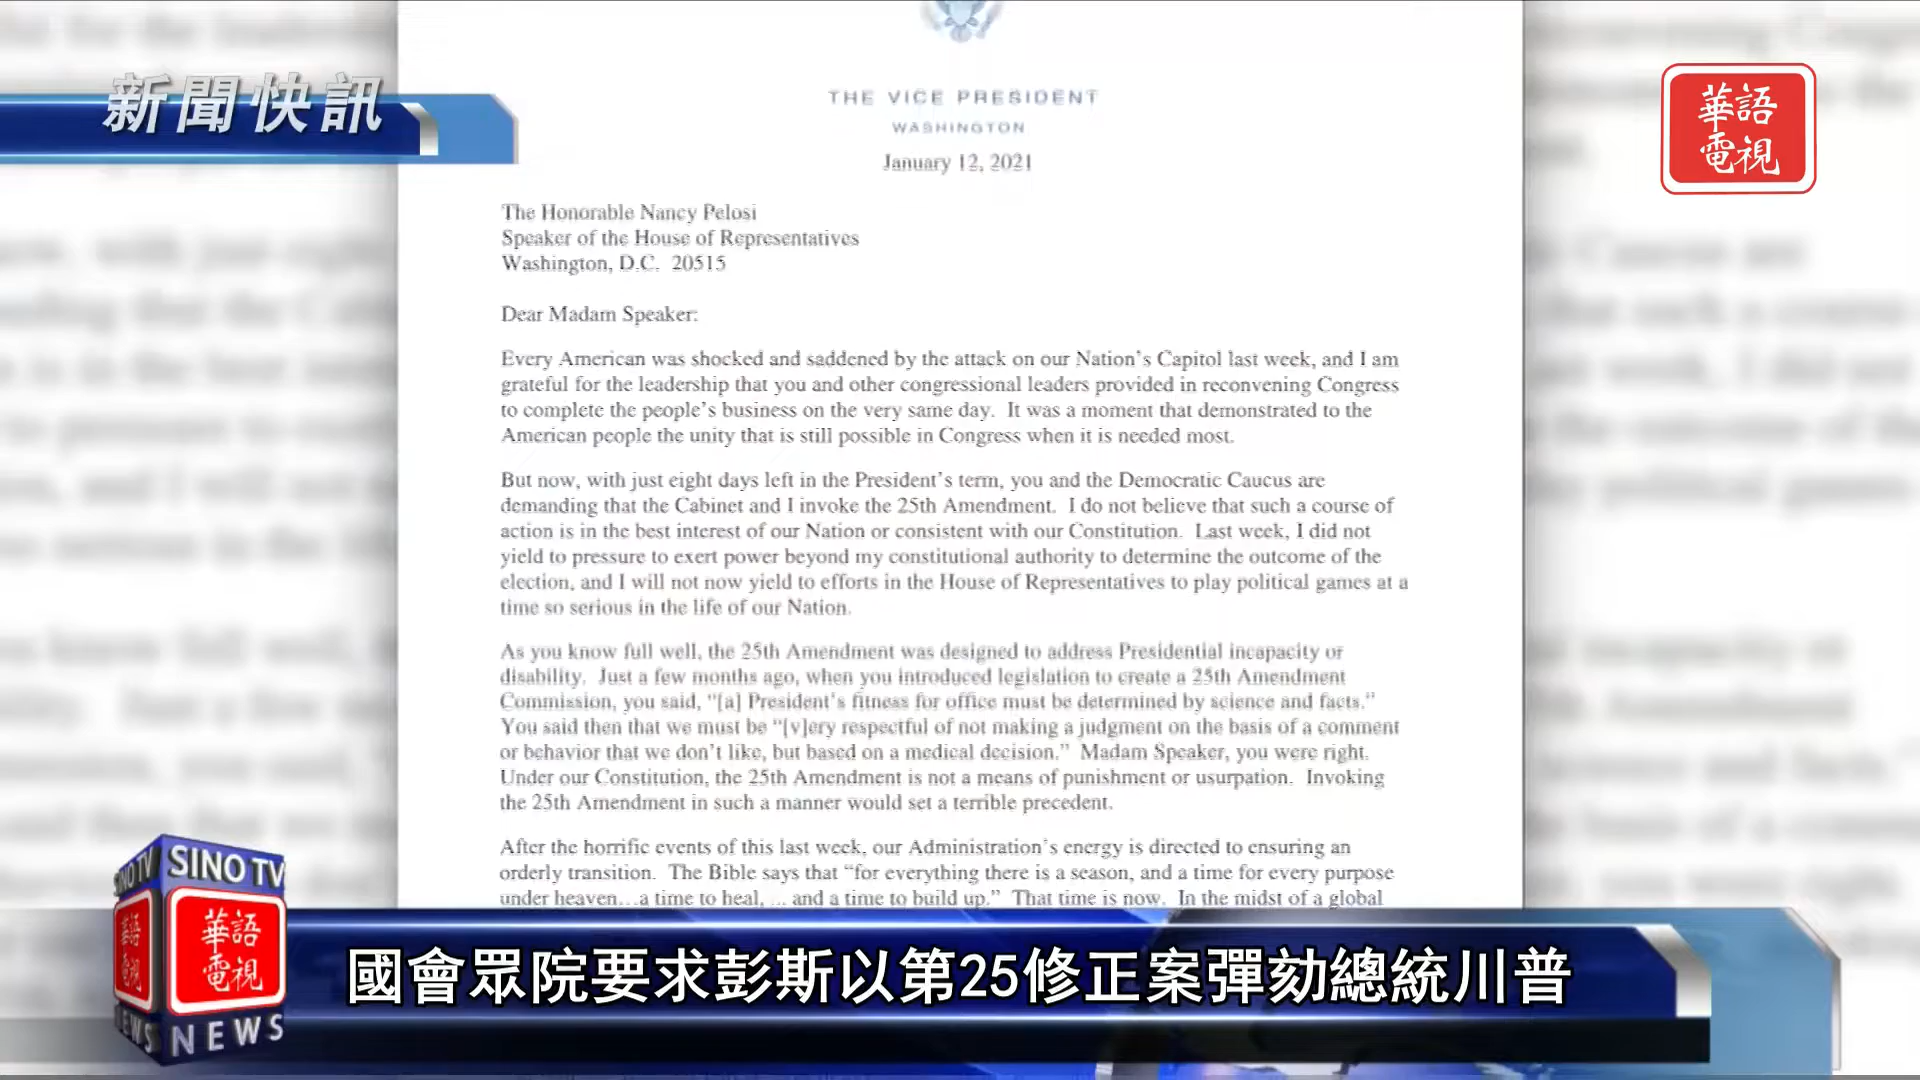 新聞快訊
華語
電視
THE VICE PRESIDENT
WASHINGTON
January 12, 2021
The Honorable Nancy Pelosi
Speaker of the House of Representatives
Washington, D.C. 20515
Dear Madam Speaker:
Every American was shocked and saddened by the attack on our Nation's Capitol last week, and I am
grateful for the leadership that you and other congressional leaders provided in reconvening Congress
to complete the people's business on the very same day. It was a moment that demonstrated to the
American people the unity that is still possible in Congress when it is needed most.
But now, with just eight days left in the President's term, you and the Democratic Caucus are
demanding that the Cabinet and I invoke the 25th Amendment. I do not believe that such a course of
action is in the best interest of our Nation or consistent with our Constitution. Last week, I did not
yield to pressure to exert power beyond my constitutional authority to determine the outcome of the
election, and I will not now yield to efforts in the House of Representatives to play political games at a
time so serious in the life of our Nation.
As you know full well, the 25th Amendment was designed to address Presidential incapacity or
disability. Just a few months ago, when you introduced legislation to create a 25th Amendment
Commission, you said, "[a] President's fitness for office must be determined by science and facts."
You said then that we must be "[v]ery respectful of not making a judgment on the basis of a comment
or behavior that we don't like, but based on a medical decision." Madam Speaker, you were right.
Under our Constitution, the 25th Amendment is not a means of punishment or usurpation. Invoking
the 25th Amendment in such a manner would set a terrible precedent.
After the horrific events of this last week, our Administration's energy is directed to ensuring an
orderly transition. The Bible says that "for everything there is a season, and a time for every purpose
under heaven…a time to heal, ... and a time to build up." That time is now. In the midst of a global
SINO TV
SINO TV
華語
電視
華語
電視
NEWS
NEWS
國會眾院要求彭斯以第25修正案彈劾總統川普